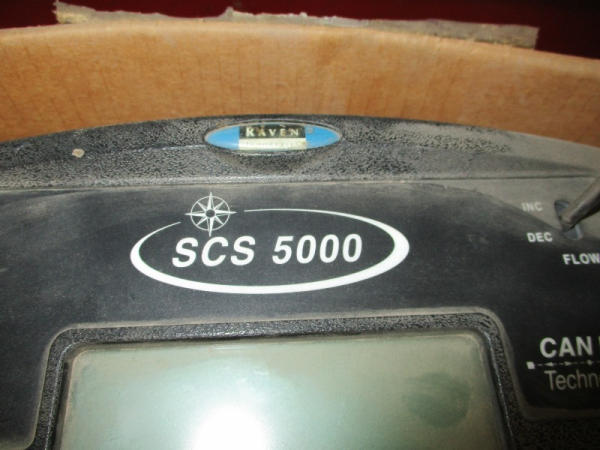 RAVEN
SCS 5000
INC
DEC
FLOW
CAN
Techn